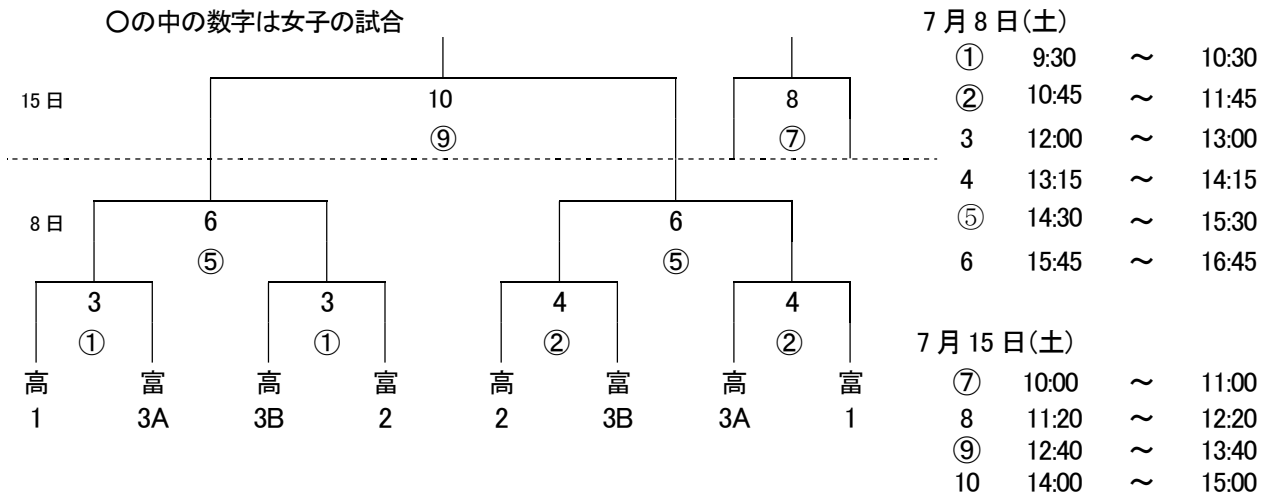 〇の中の数字は女子の試合
15日
10
8
⑨
⑦
8日
6
6
⑤
⑤
3
3
4
4
①
①
②
②
高 富 高 富 高 富 高 富
1 3A 3B 2 2 3B 3A 1
7月8日(土)
① 9:30 ～ 10:30
② 10:45 ～ 11:45
3 12:00 ～ 13:00
4 13:15 ～ 14:15
⑤ 14:30 ～ 15:30
6 15:45 ～ 16:45
7月15日(土)
⑦ 10:00 ～ 11:00
8 11:20 ～ 12:20
⑨ 12:40 ～ 13:40
10 14:00 ～ 15:00